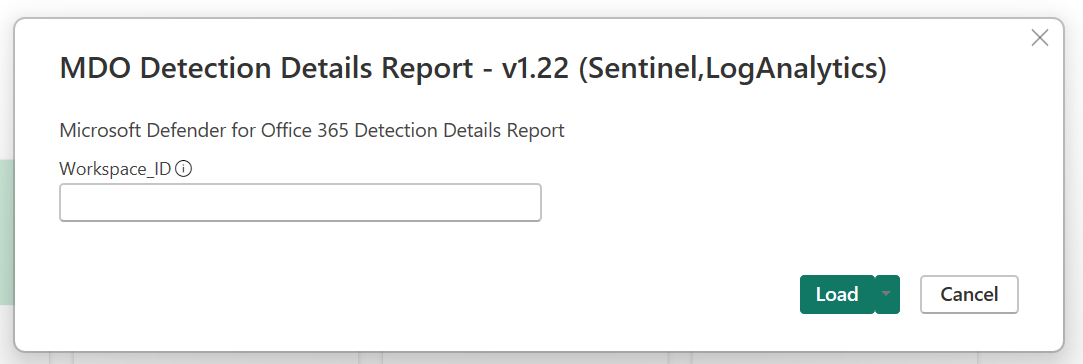 MDO Detection Details Report - v1.22 (Sentinel,LogAnalytics)
Microsoft Defender for Office 365 Detection Details Report
Workspace_ID
Load
Cancel